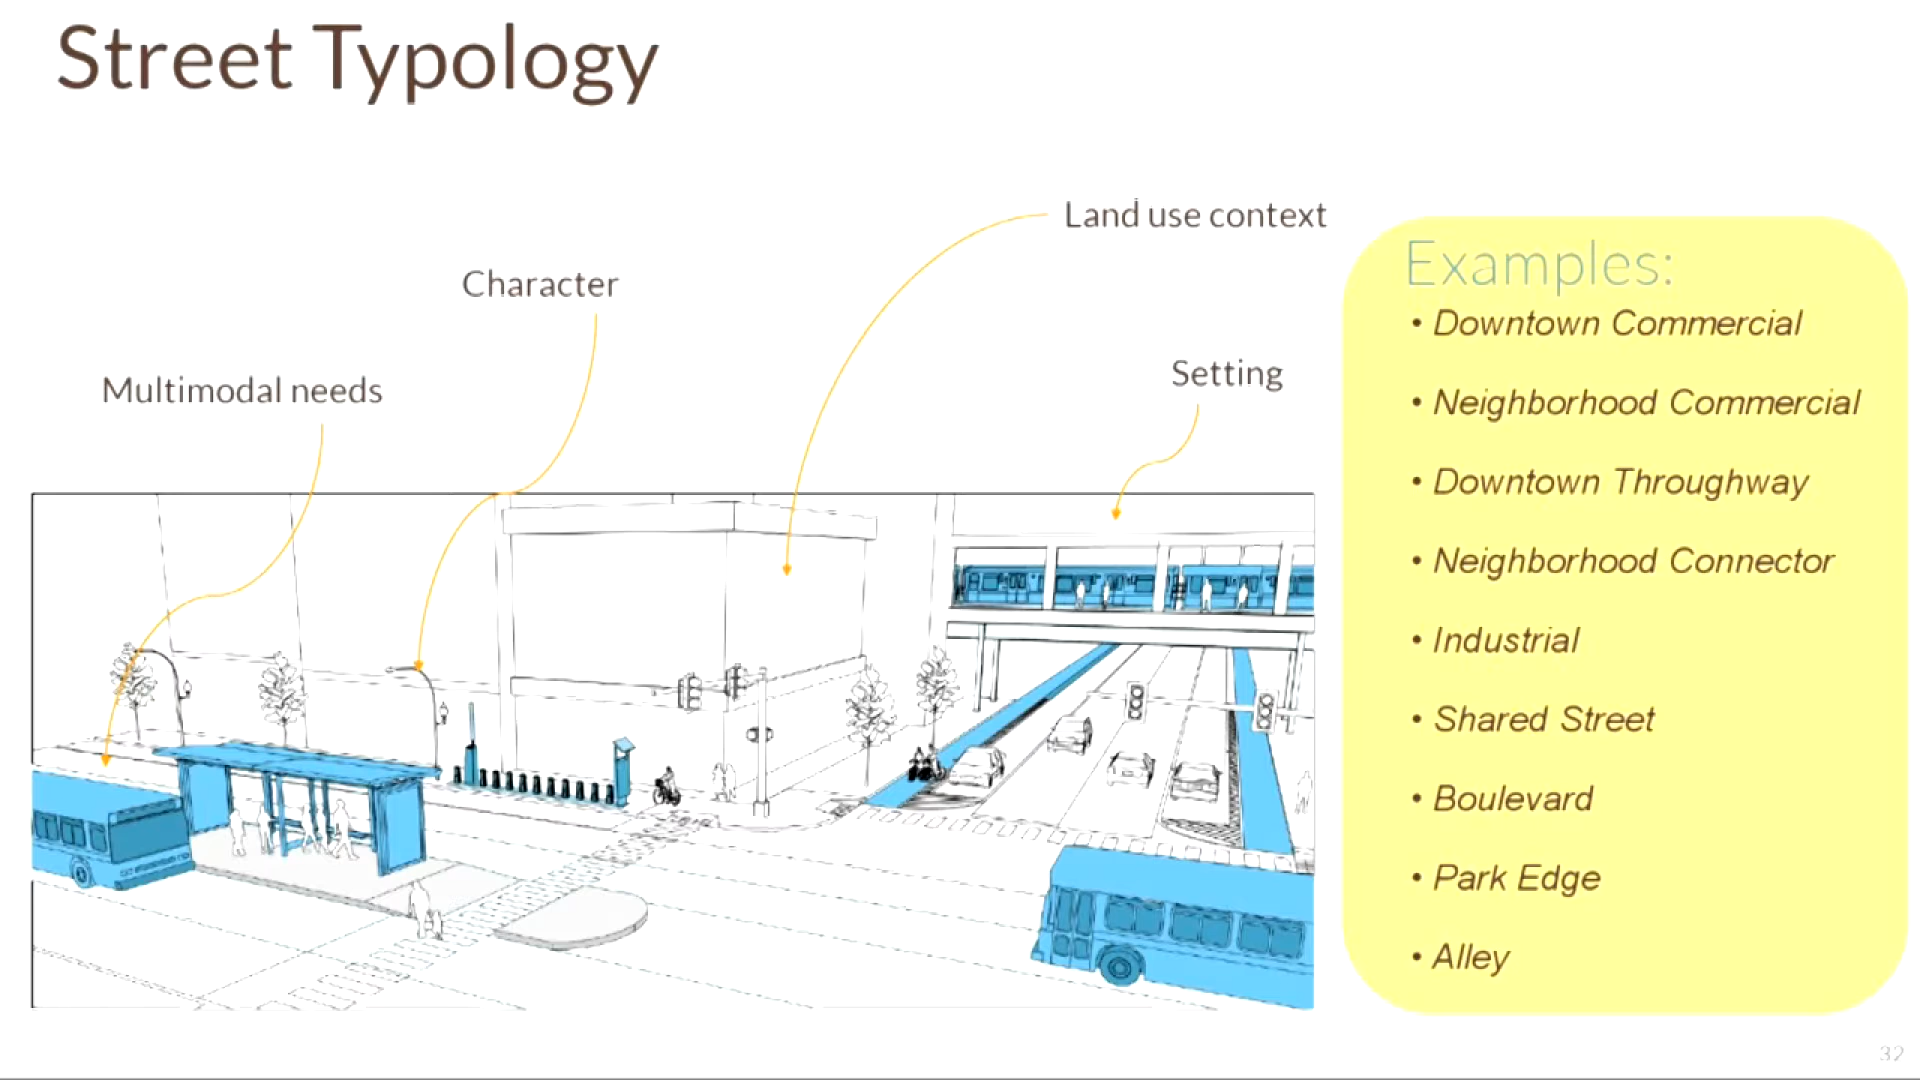 Street Typology
Land use context
Character
Setting
Multimodal needs
Examples:
• Downtown Commercial
• Neighborhood Commercial
• Downtown Throughway
• Neighborhood Connector
• Industrial
• Shared Street
• Boulevard
• Park Edge
• Alley
32